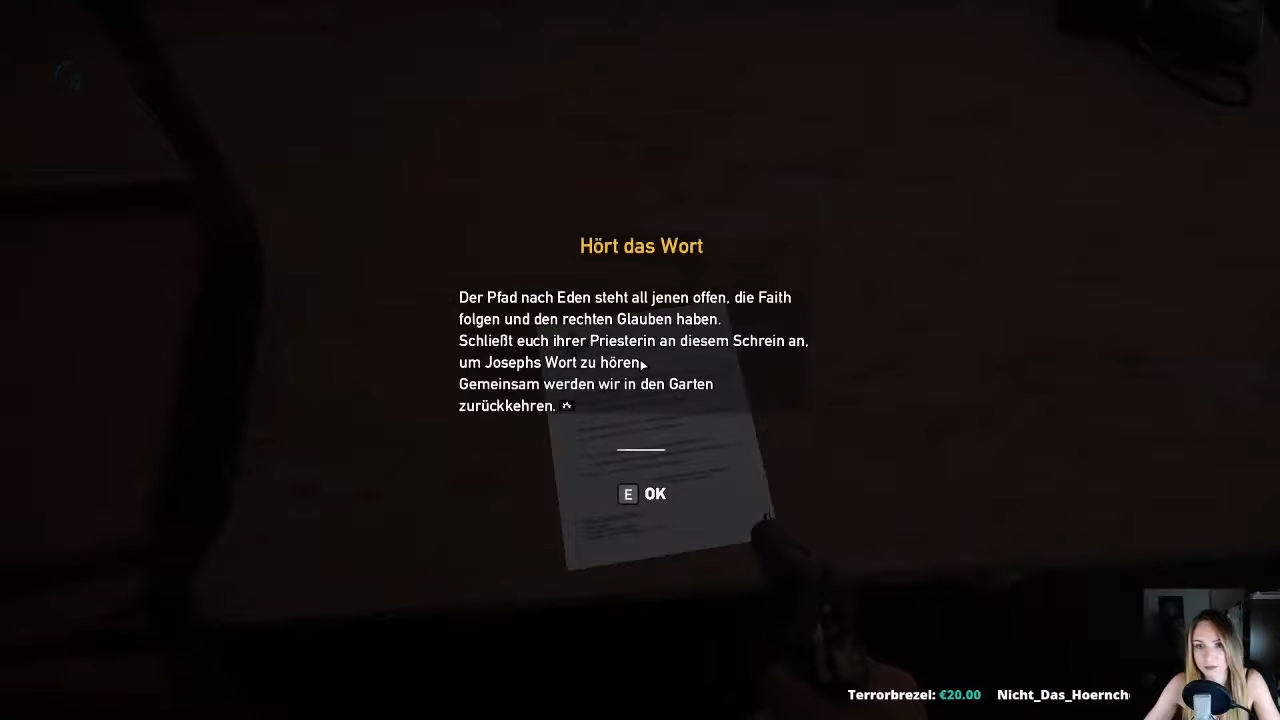 Hört das Wort
Der Pfad nach Eden steht all jenen offen, die Faith
folgen und den rechten Glauben haben.
Schließt euch ihrer Priesterin an diesem Schrein an,
um Josephs Wort zu hören.
Gemeinsam werden wir in den Garten
zurückkehren.
E OK
Terrorbrezel: €20.00 Nicht_Das_Hoernch